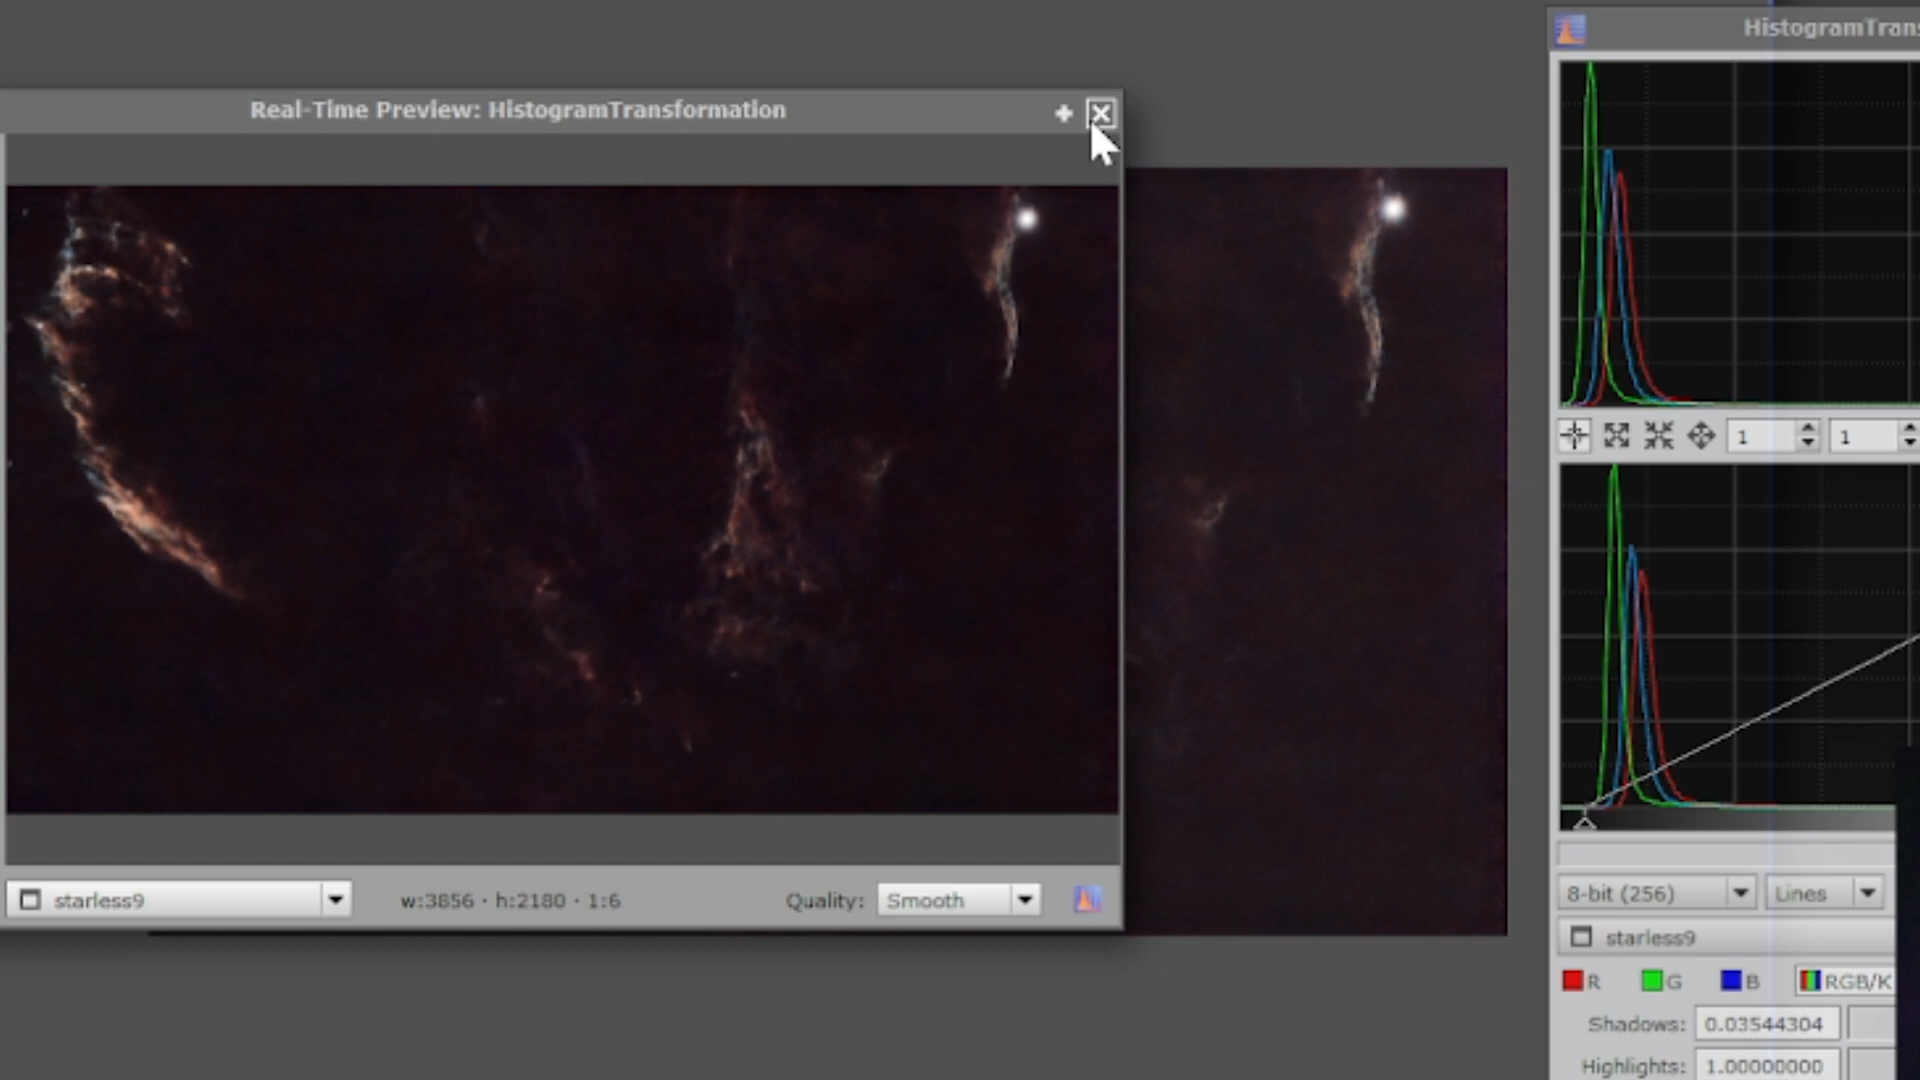 HistogramTrans
Real-Time Preview: HistogramTransformation
1
1
starless9
w:3856 · h:2180 · 1:6
Quality:
Smooth
8-bit (256)
Lines
starless9
R
G
B
RGB/K
Shadows:
0.03544304
Highlights:
1.00000000